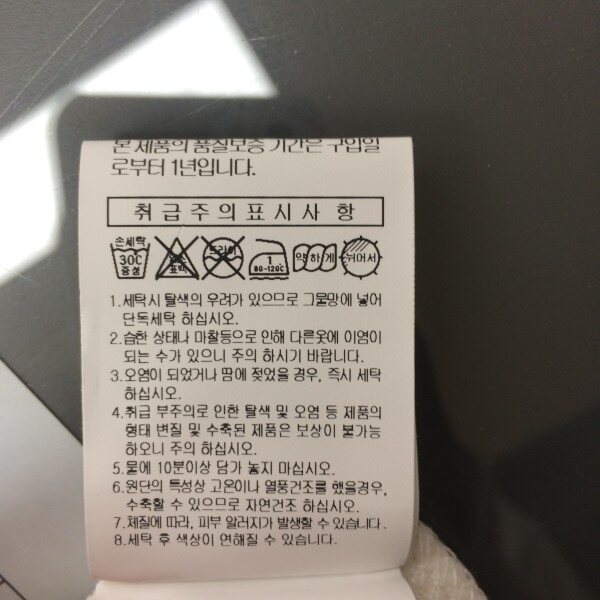 본 제품의 품질보증 기간은 구입일
로부터 1년입니다.
취급주의표시사항
손세탁
30℃
중성
표백
드라이
1
80-120℃
약하게
뉘어서
1.세탁시 탈색의 우려가 있으므로 그물망에 넣어
단독세탁 하십시오.
2.습한 상태나 마찰등으로 인해 다른옷에 이염이
되는 수가 있으니 주의 하시기 바랍니다.
3.오염이 되었거나 땀에 젖었을 경우, 즉시 세탁
하십시오.
4.취급 부주의로 인한 탈색 및 오염 등 제품의
형태 변질 및 수축된 제품은 보상이 불가능
하오니 주의 하십시오.
5.물에 10분이상 담가 놓지 마십시오.
6.원단의 특성상 고온이나 열풍건조를 했을경우,
수축할 수 있으므로 자연건조 하십시오.
7.체질에 따라, 피부 알러지가 발생할 수 있습니다.
8.세탁 후 색상이 연해질 수 있습니다.